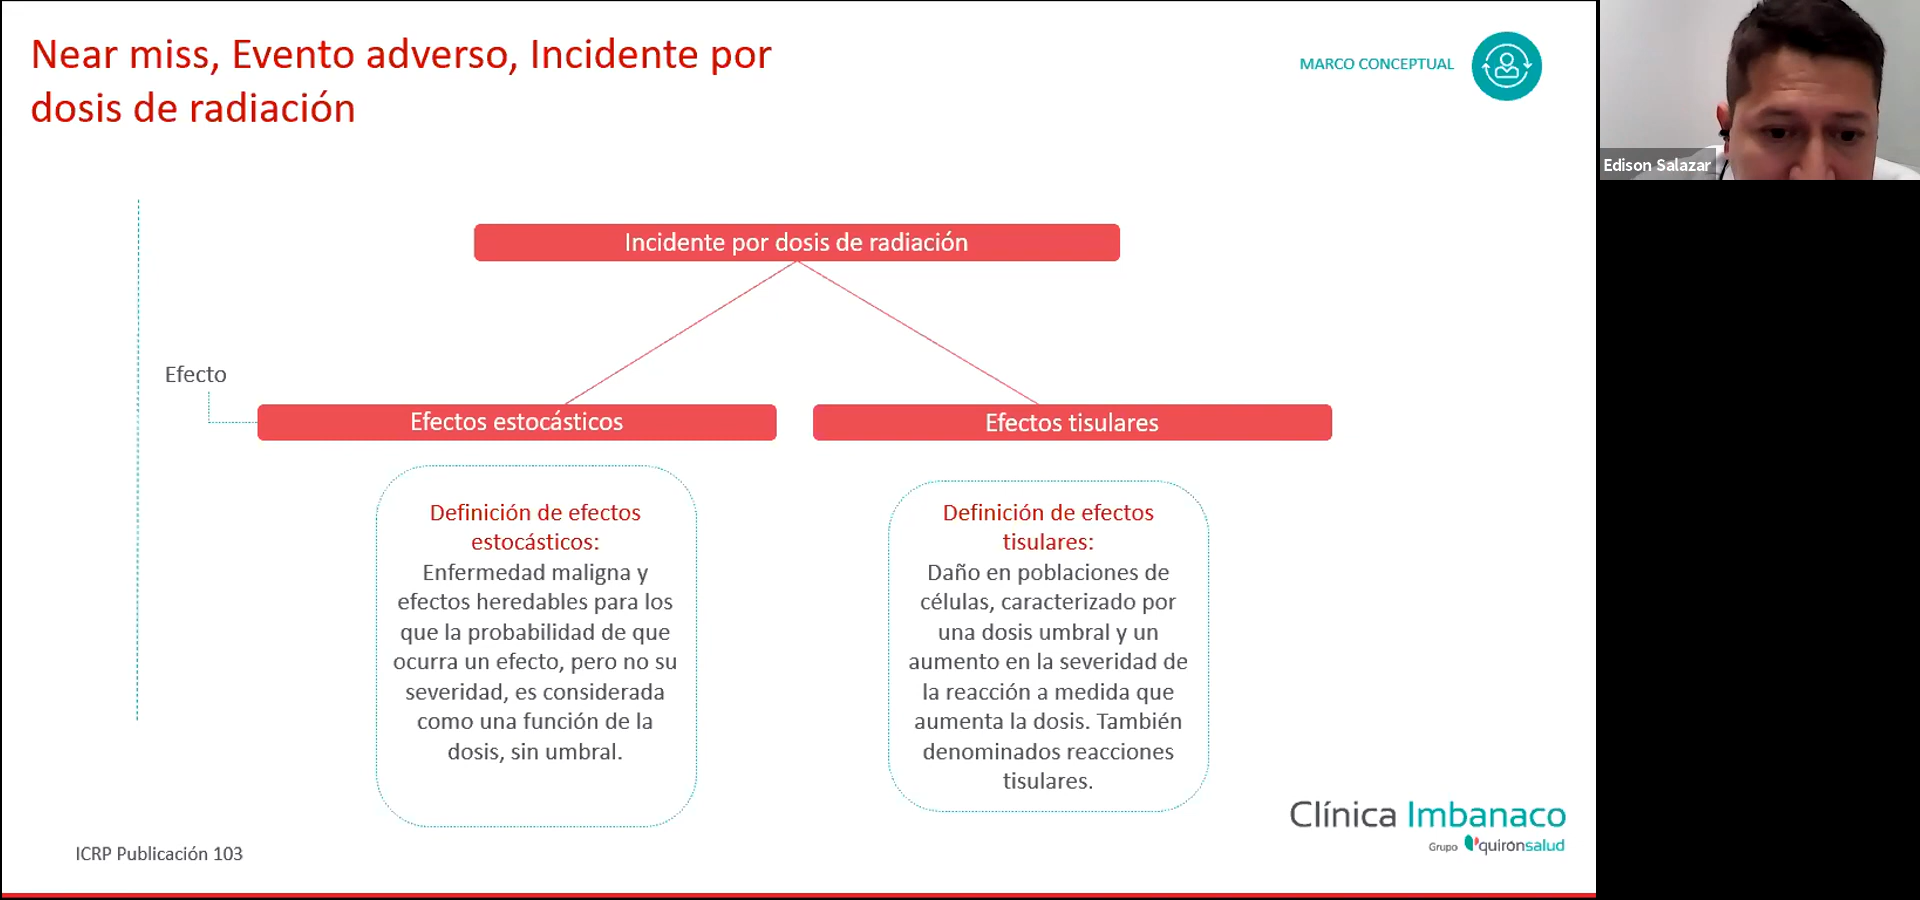 Near miss, Evento adverso, Incidente por
dosis de radiación
MARCO CONCEPTUAL
Edison Salazar
Incidente por dosis de radiación
Efecto
Efectos estocásticos
Efectos tisulares
Definición de efectos
estocásticos:
Enfermedad maligna y
efectos heredables para los
que la probabilidad de que
ocurra un efecto, pero no su
severidad, es considerada
como una función de la
dosis, sin umbral.
Definición de efectos
tisulares:
Daño en poblaciones de
células, caracterizado por
una dosis umbral y un
aumento en la severidad de
la reacción a medida que
aumenta la dosis. También
denominados reacciones
tisulares.
Clínica Imbanaco
Grupo quirónsalud
ICRP Publicación 103